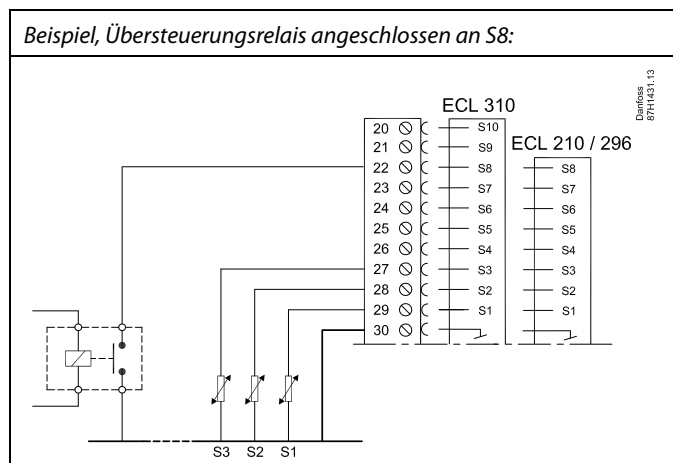 Beispiel, Übersteuerungsrelais angeschlossen an S8:
Danfoss
87H1431.13
ECL 310
ECL 210 / 296
20 S10
21 S9
22 S8 S8
23 S7 S7
24 S6 S6
25 S5 S5
26 S4 S4
27 S3 S3
28 S2 S2
29 S1 S1
30
S3 S2 S1